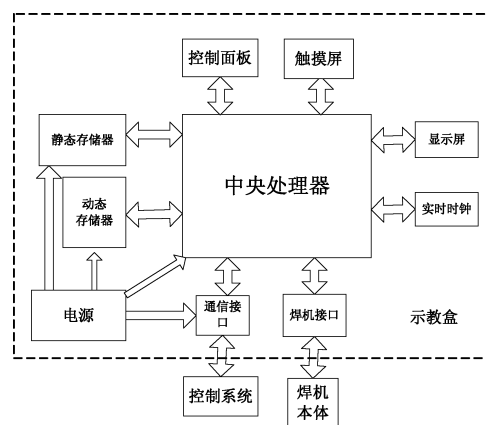 控制面板
触摸屏
静态存储器
中央处理器
显示屏
动态
存储器
实时时钟
电源
通信接
口
焊机接口
示教盒
控制系统
焊机
本体